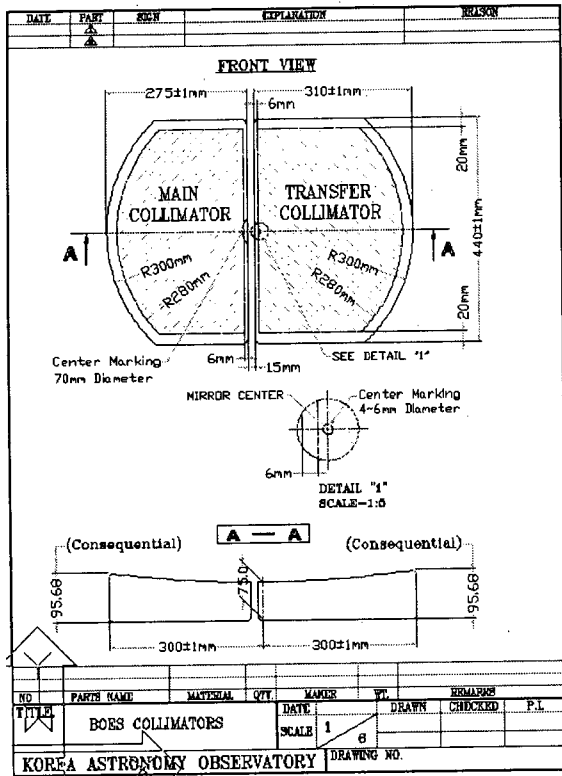 DATE PART SIGN EXPLANATION REASON
FRONT VIEW
275±1mm 310±1mm
6mm
20mm
MAIN COLLIMATOR
TRANSFER COLLIMATOR
440±1mm
A A
R300mm R300mm
R280mm R280mm
20mm
Center Marking
70mm Diameter
6mm
15mm
SEE DETAIL "1"
MIRROR CENTER
Center Marking
4~6mm Diameter
6mm
DETAIL "1"
SCALE=1:5
A — A
(Consequential) (Consequential)
95.68 75.0 95.68
300±1mm 300±1mm
NO PARTS NAME MATERIAL QTY. MAKER WT. REMARKS
TITLE BOES COLLIMATORS
DATE DRAWN CHECKED P.I.
SCALE 1/6
KOREA ASTRONOMY OBSERVATORY DRAWING NO.